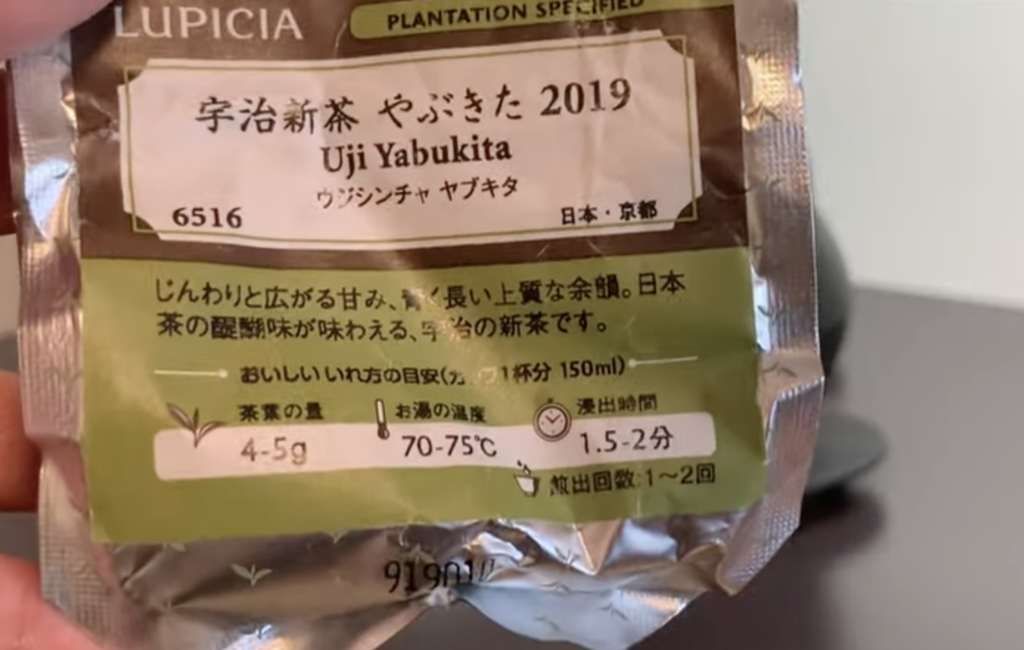 LUPICIA
PLANTATION SPECIFIED
宇治新茶 やぶきた 2019
Uji Yabukita
ウジシンチャ ヤブキタ
6516
日本・京都
じんわりと広がる甘み、青く長い上質な余韻。日本
茶の醍醐味が味わえる、宇治の新茶です。
おいしいいれ方の目安(カップ1杯分 150ml)
茶葉の量
お湯の温度
浸出時間
4-5g
70-75℃
1.5-2分
煎出回数:1〜2回